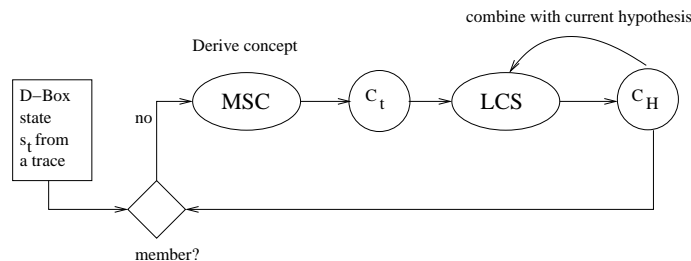 combine with current hypothesis
Derive concept
D−Box
state
s_t from
a trace
no
MSC
C_t
LCS
C_H
member?